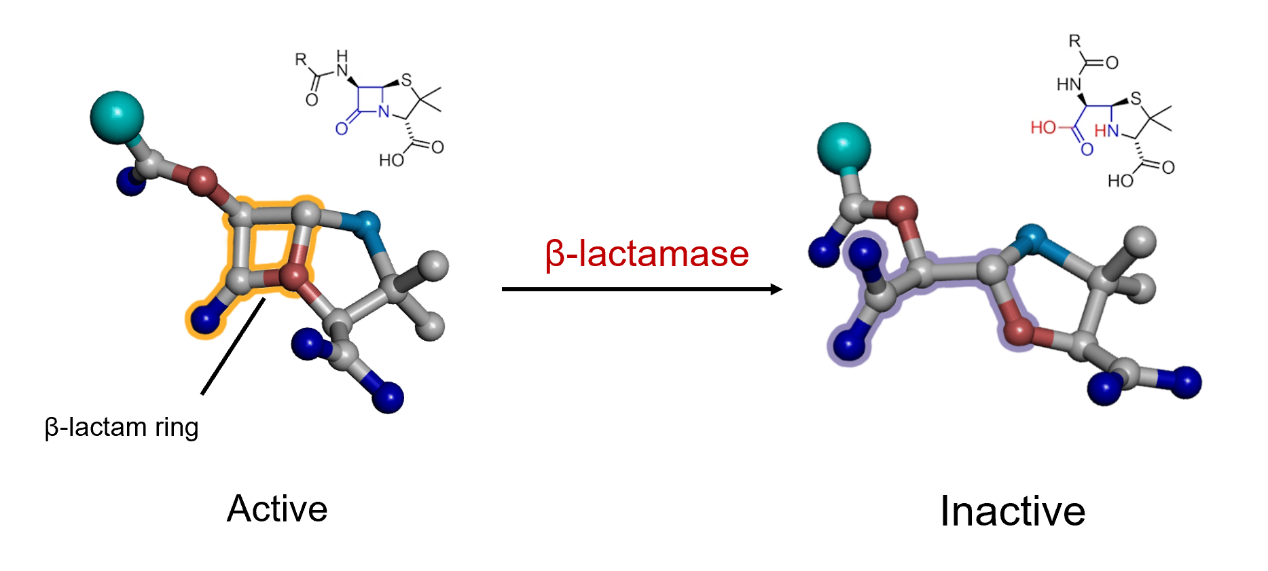 R
H
N
O
S
O
N
O
HO
R
O
HN
S
HO
HN
O
O
HO
β-lactamase
β-lactam ring
Active
Inactive